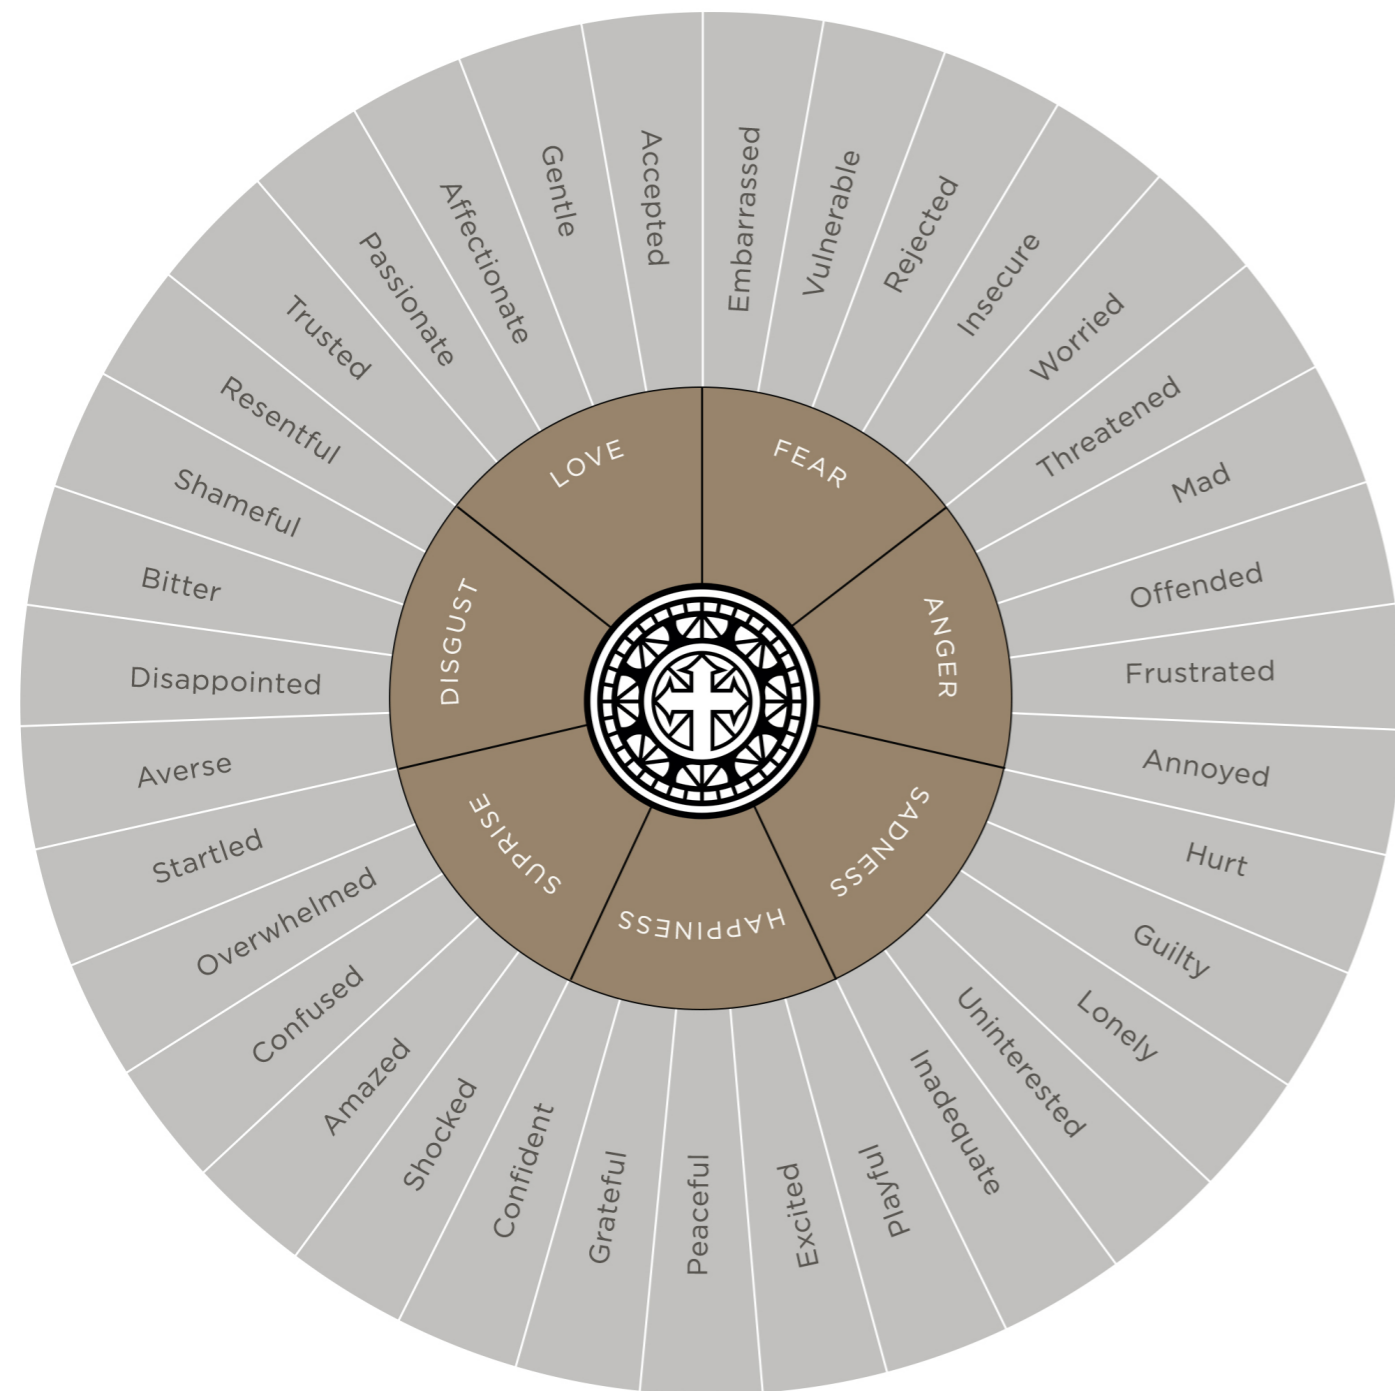 FEAR
Embarrassed
Vulnerable
Rejected
Insecure
Worried
ANGER
Threatened
Mad
Offended
Frustrated
Annoyed
SADNESS
Hurt
Guilty
Lonely
Uninterested
Inadequate
HAPPINESS
Playful
Excited
Peaceful
Grateful
Confident
SUPRISE
Shocked
Amazed
Confused
Overwhelmed
Startled
DISGUST
Averse
Disappointed
Bitter
Shameful
Resentful
LOVE
Trusted
Passionate
Affectionate
Gentle
Accepted